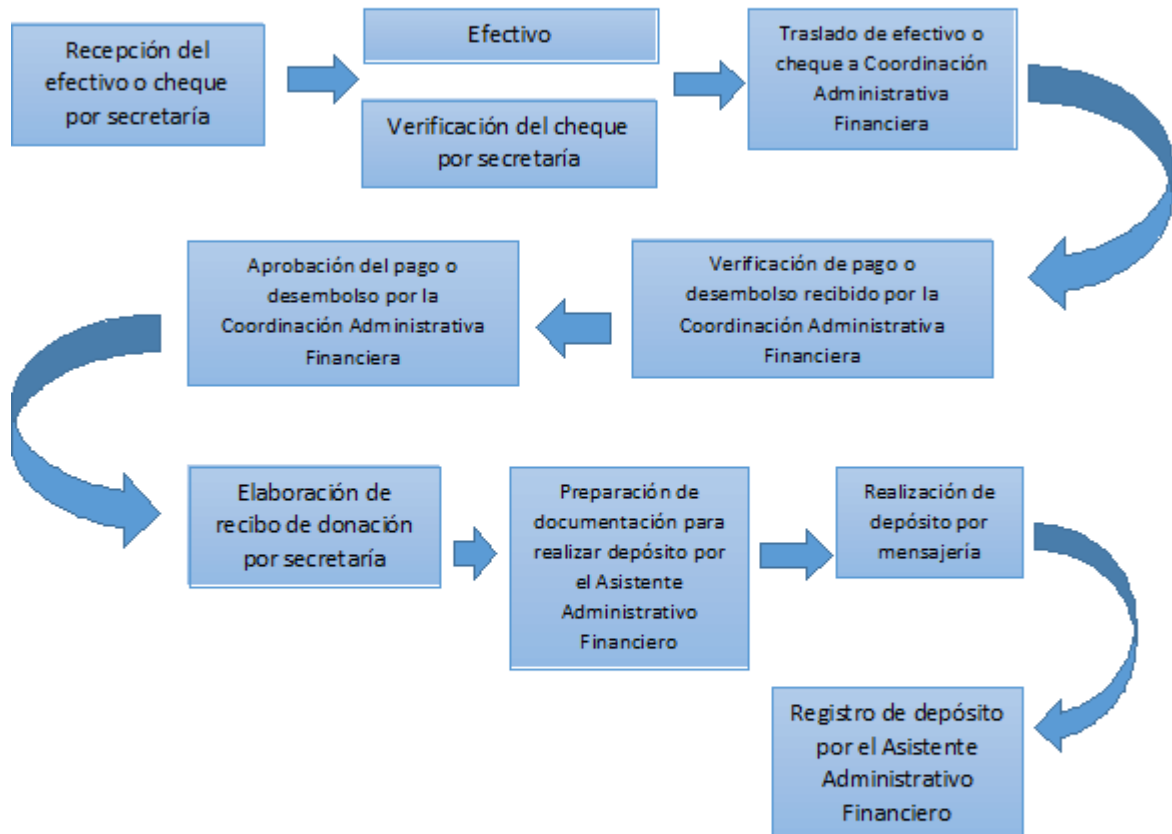 Recepción del
efectivo o cheque
por secretaría
Efectivo
Verificación del cheque
por secretaría
Traslado de efectivo o
cheque a Coordinación
Administrativa
Financiera
Verificación de pago o
desembolso recibido por la
Coordinación Administrativa
Financiera
Aprobación del pago o
desembolso por la
Coordinación Administrativa
Financiera
Elaboración de
recibo de donación
por secretaría
Preparación de
documentación para
realizar depósito por
el Asistente
Administrativo
Financiero
Realización de
depósito por
mensajería
Registro de depósito
por el Asistente
Administrativo
Financiero